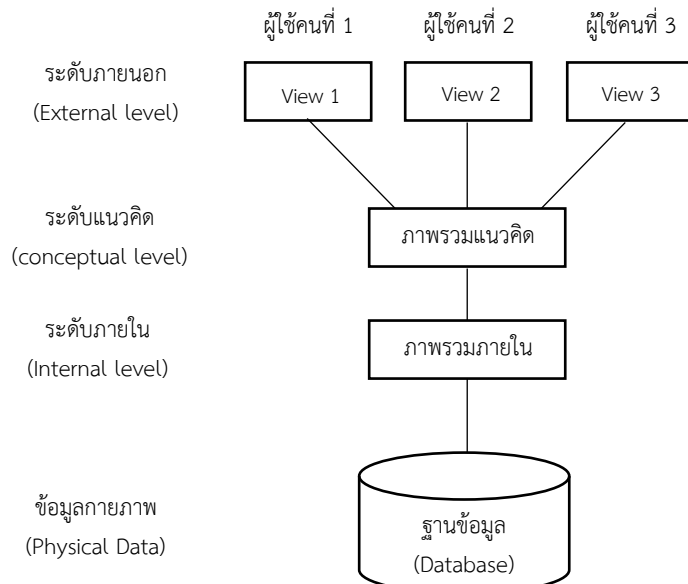 ผู้ใช้คนที่ 1 ผู้ใช้คนที่ 2 ผู้ใช้คนที่ 3
ระดับภายนอก
(External level)
View 1 View 2 View 3
ระดับแนวคิด
(conceptual level)
ภาพรวมแนวคิด
ระดับภายใน
(Internal level)
ภาพรวมภายใน
ข้อมูลกายภาพ
(Physical Data)
ฐานข้อมูล
(Database)